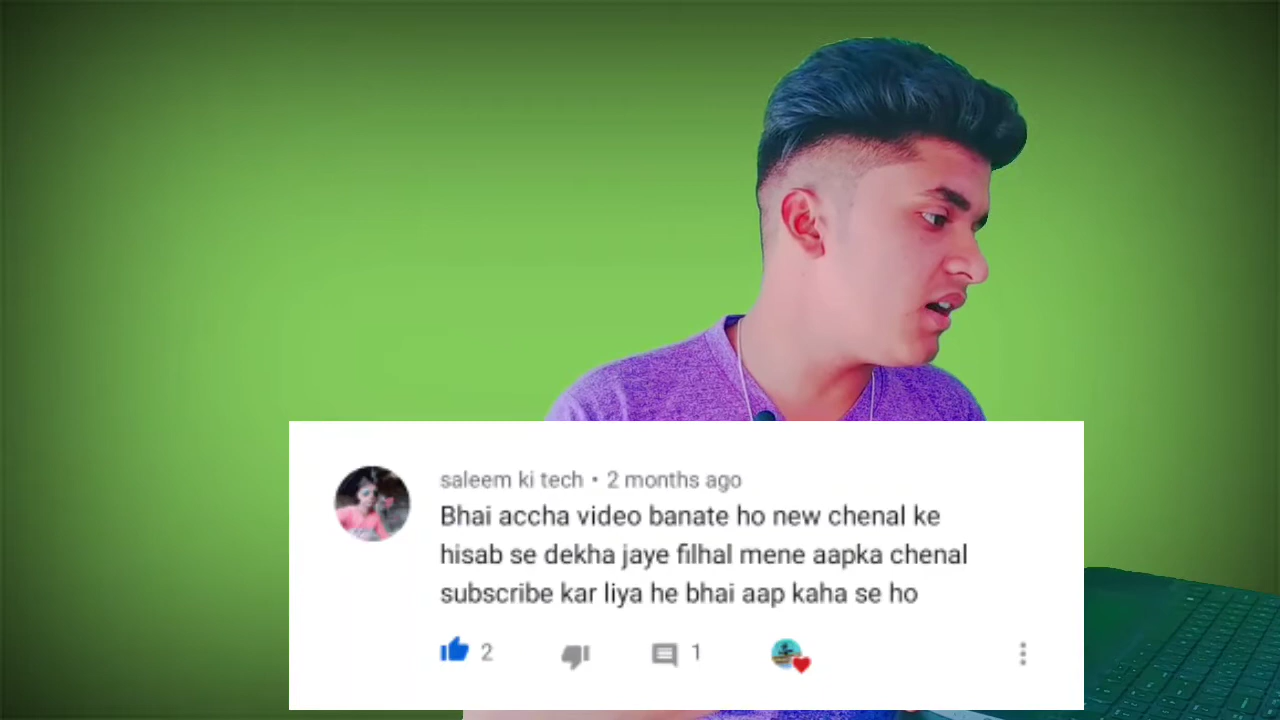 saleem ki tech • 2 months ago
Bhai accha video banate ho new chenal ke
hisab se dekha jaye filhal mene aapka chenal
subscribe kar liya he bhai aap kaha se ho
2
1